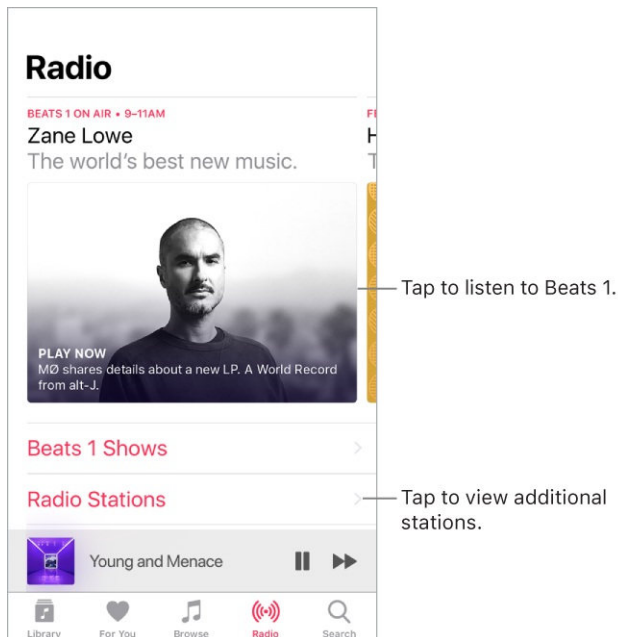 Radio
BEATS 1 ON AIR • 9–11AM
Zane Lowe
The world's best new music.
F
H
T
PLAY NOW
MØ shares details about a new LP. A World Record
from alt-J.
Tap to listen to Beats 1.
Beats 1 Shows
Radio Stations
Tap to view additional
stations.
Young and Menace
Library For You Browse Radio Search